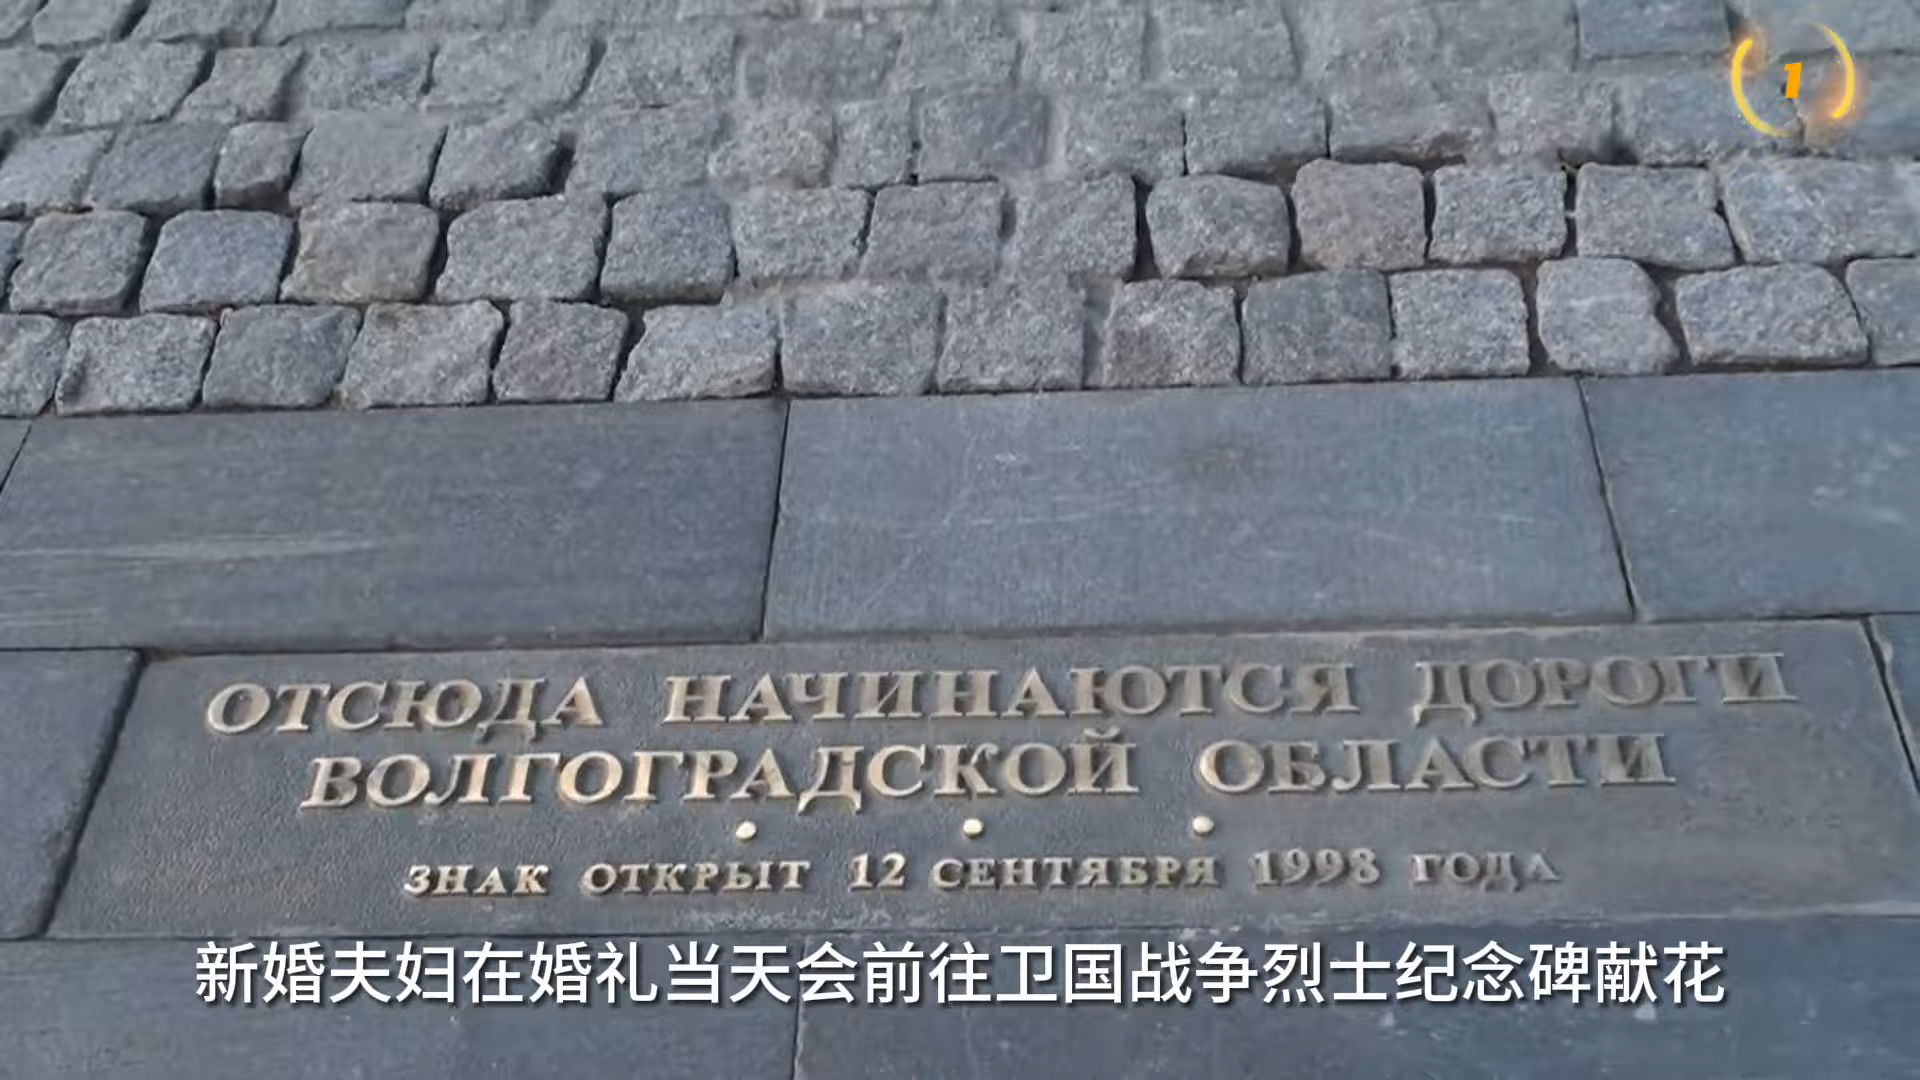 1
ОТСЮДА НАЧИНАЮТСЯ ДОРОГИ
ВОЛГОГРАДСКОЙ ОБЛАСТИ
ЗНАК ОТКРЫТ 12 СЕНТЯБРЯ 1998 ГОДА
新婚夫妇在婚礼当天会前往卫国战争烈士纪念碑献花